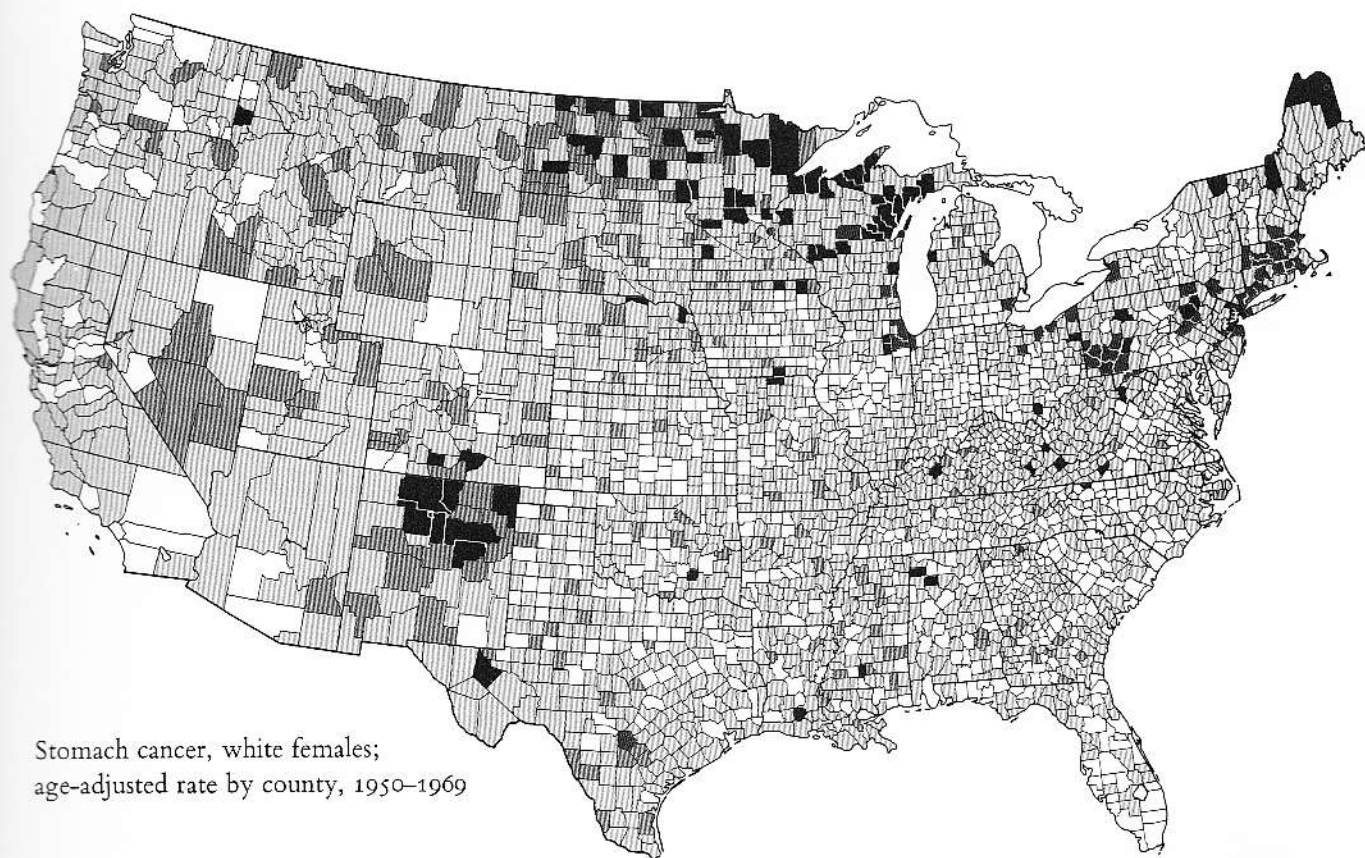 Stomach cancer, white females;
age-adjusted rate by county, 1950–1969